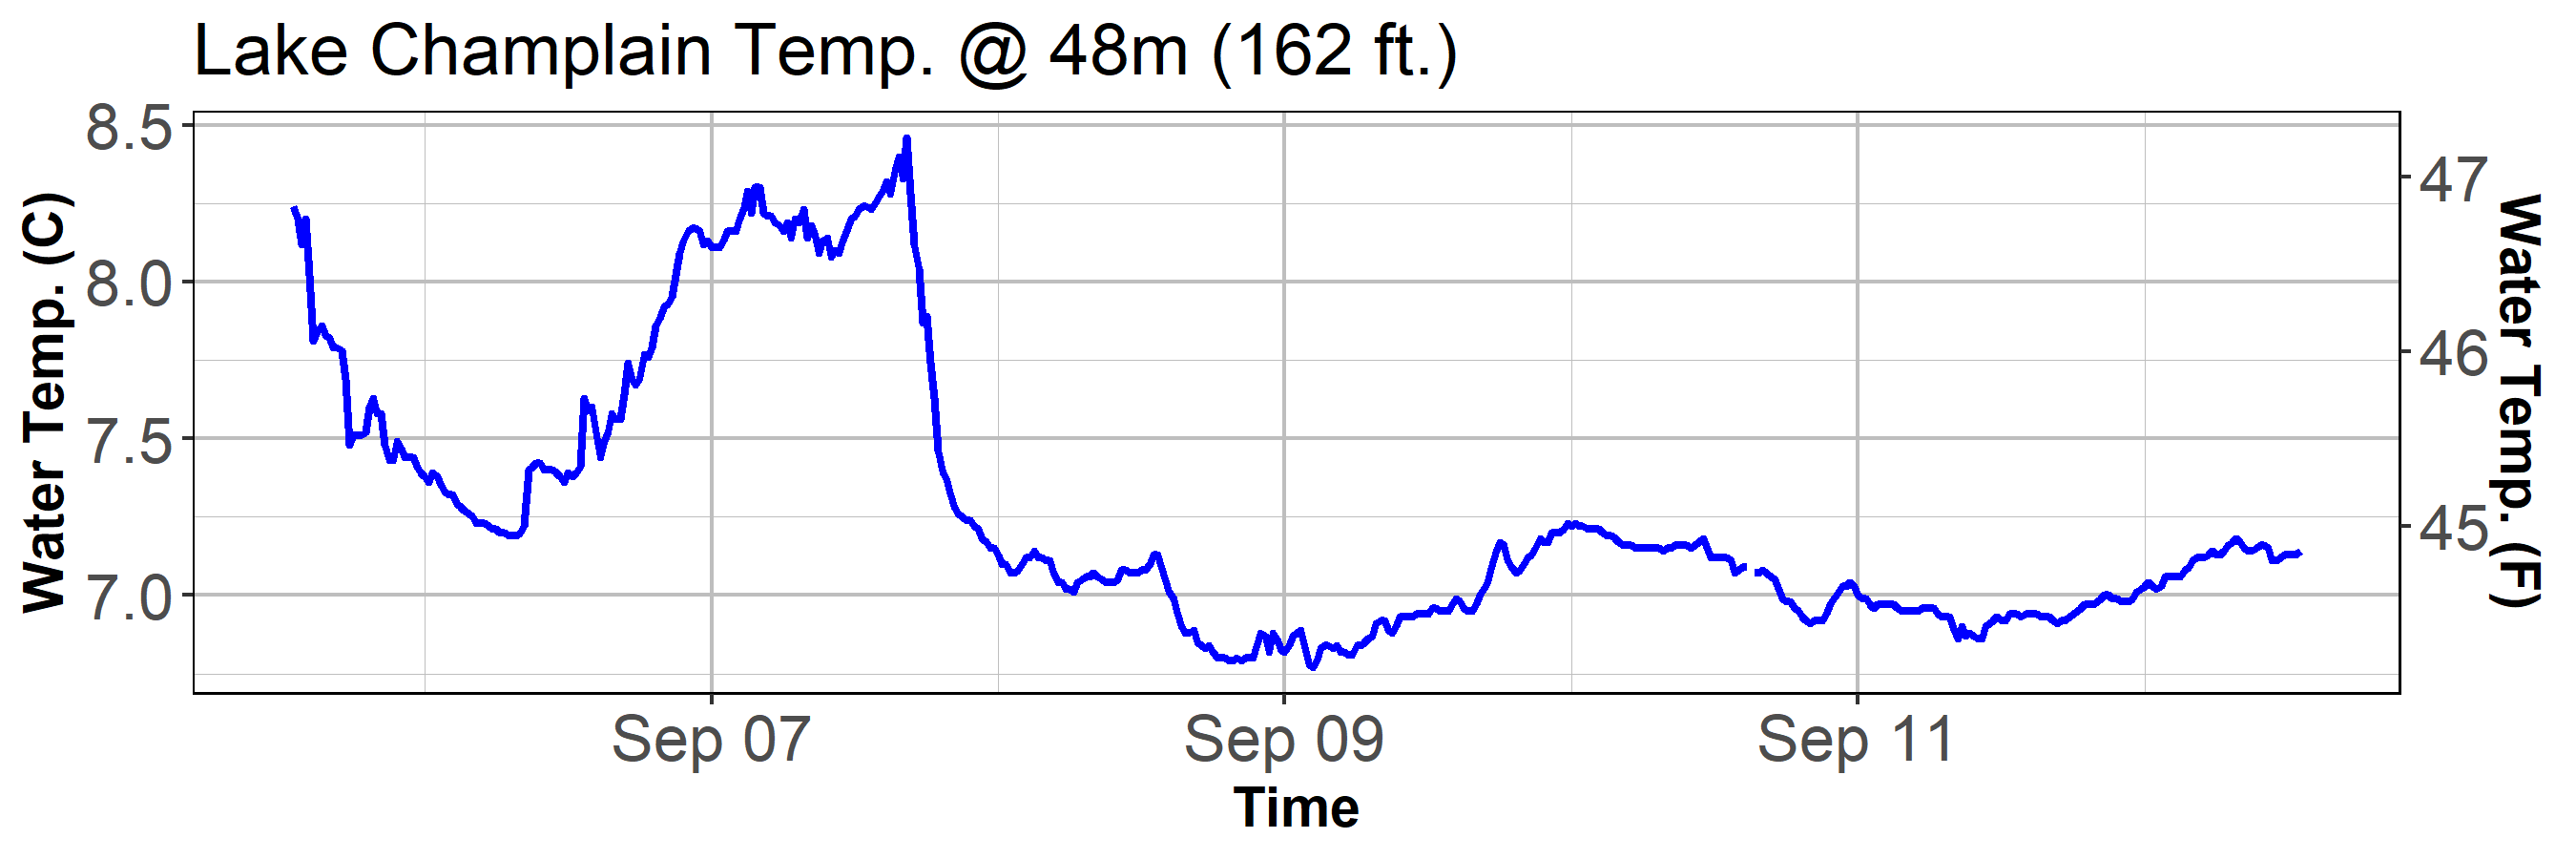 Lake Champlain Temp. @ 48m (162 ft.)
Water Temp. (C)
8.5
8.0
7.5
7.0
47
46
45
Water Temp. (F)
Sep 07 Sep 09 Sep 11
Time